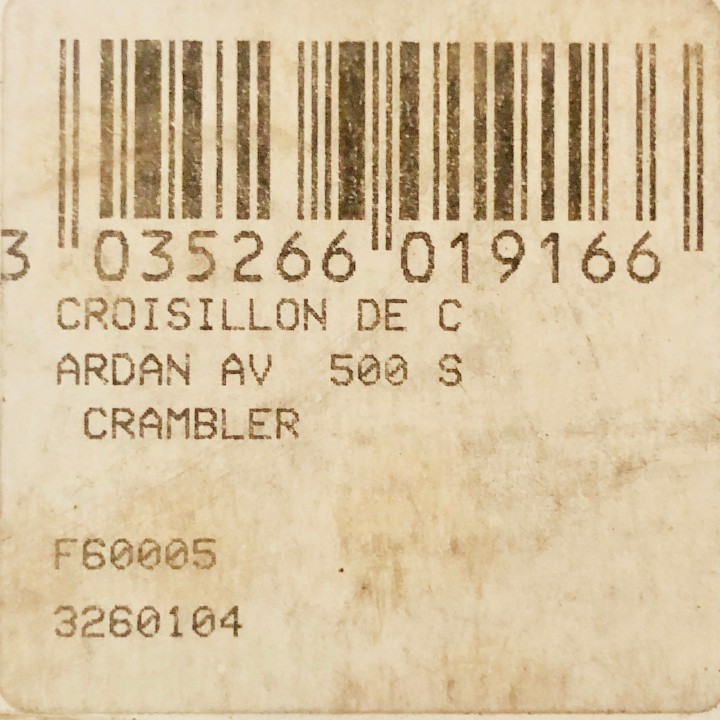 3 035266 019166
CROISILLON DE C
ARDAN AV 500 S
CRAMBLER
F60005
3260104